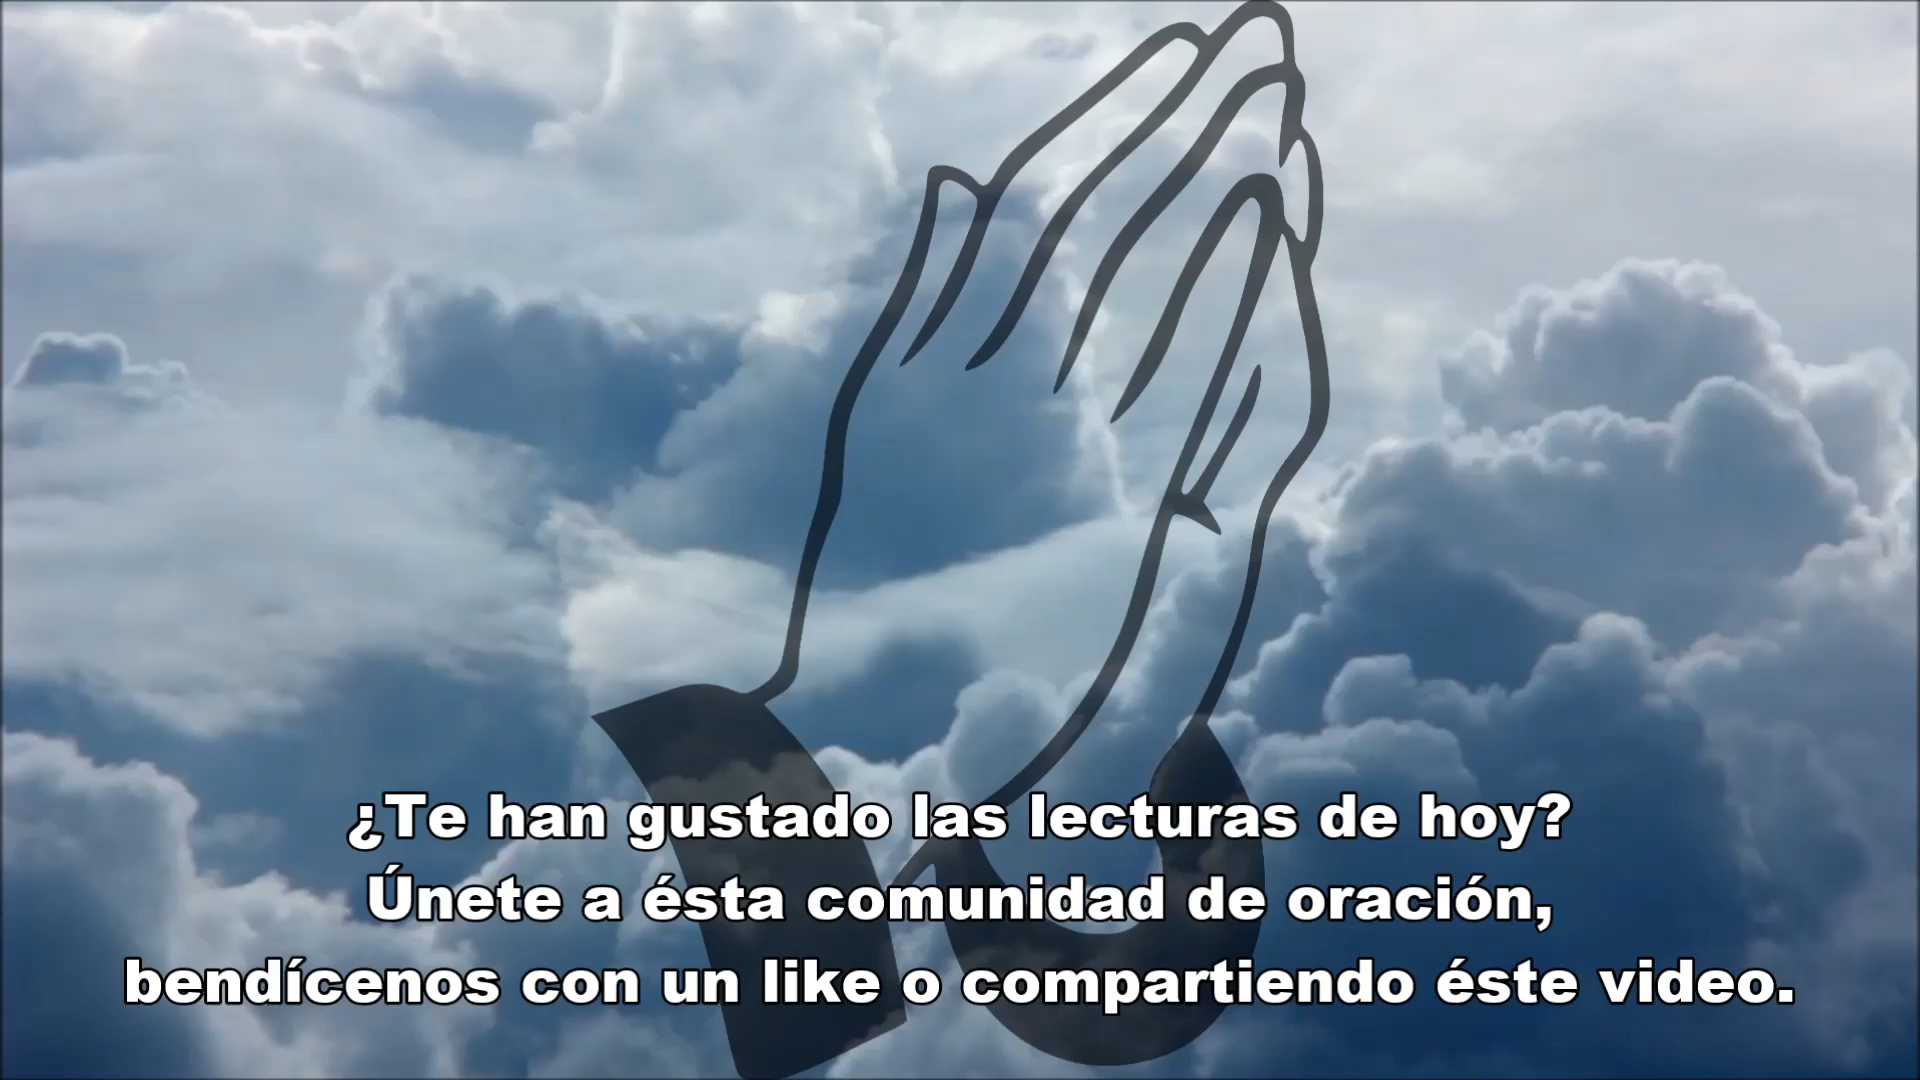 ¿Te han gustado las lecturas de hoy?
Únete a ésta comunidad de oración,
bendícenos con un like o compartiendo éste video.